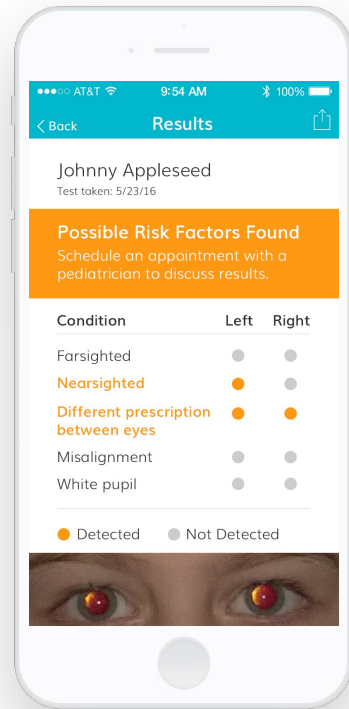 AT&T 9:54 AM 100%
Back Results
Johnny Appleseed
Test taken: 5/23/16
Possible Risk Factors Found
Schedule an appointment with a
pediatrician to discuss results.
Condition Left Right
Farsighted
Nearsighted
Different prescription
between eyes
Misalignment
White pupil
Detected Not Detected